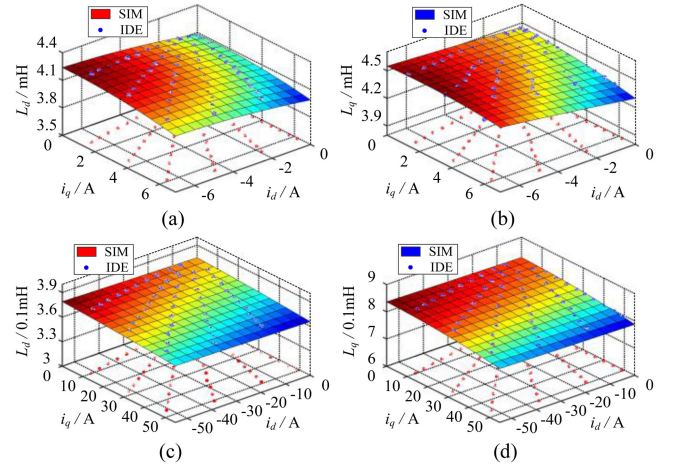 (a)
SIM
IDE
4.4
4.1
3.8
3.5
L_d / mH
0
2
4
6
i_q / A
-6
-4
-2
0
i_d / A
(b)
SIM
IDE
4.5
4.2
3.9
L_q / mH
0
2
4
6
i_q / A
-6
-4
-2
0
i_d / A
(a)
(b)
SIM
IDE
3.9
3.6
3.3
3
L_d / 0.1mH
0
10
20
30
40
50
i_q / A
-50
-40
-30
-20
-10
0
i_d / A
(c)
SIM
IDE
9
8
7
6
L_q / 0.1mH
0
10
20
30
40
50
i_q / A
-50
-40
-30
-20
-10
0
i_d / A
(d)